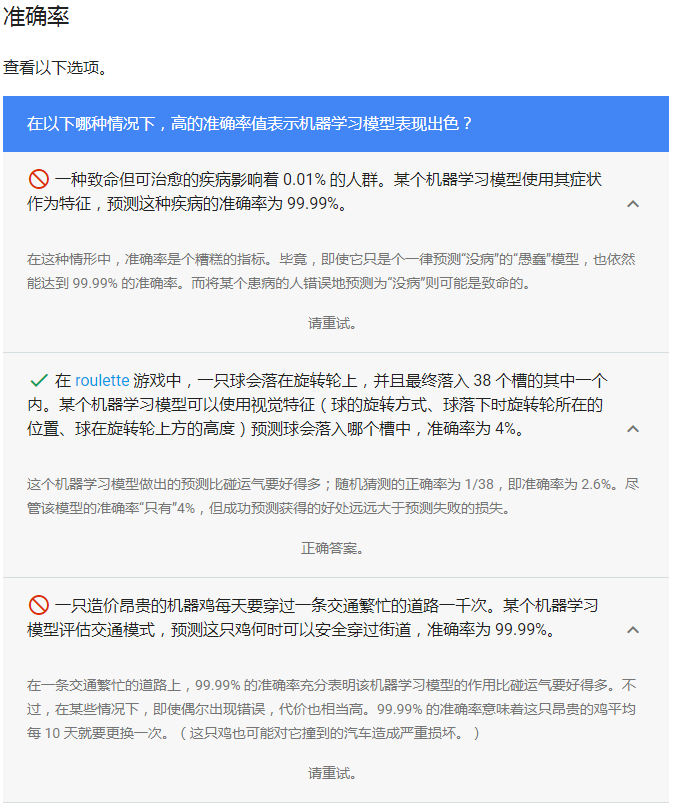 准确率
查看以下选项。
在以下哪种情况下，高的准确率值表示机器学习模型表现出色？
一种致命但可治愈的疾病影响着 0.01% 的人群。某个机器学习模型使用其症状
作为特征，预测这种疾病的准确率为 99.99%。
在这种情形中，准确率是个糟糕的指标。毕竟，即使它只是个一律预测“没病”的“愚蠢”模型，也依然
能达到 99.99% 的准确率。而将某个患病的人错误地预测为“没病”则可能是致命的。
请重试。
在 roulette 游戏中，一只球会落在旋转轮上，并且最终落入 38 个槽的其中一个
内。某个机器学习模型可以使用视觉特征（球的旋转方式、球落下时旋转轮所在的
位置、球在旋转轮上方的高度）预测球会落入哪个槽中，准确率为 4%。
这个机器学习模型做出的预测比碰运气要好得多；随机猜测的正确率为 1/38，即准确率为 2.6%。尽
管该模型的准确率“只有”4%，但成功预测获得的好处远远大于预测失败的损失。
正确答案。
一只造价昂贵的机器鸡每天要穿过一条交通繁忙的道路一千次。某个机器学习
模型评估交通模式，预测这只鸡何时可以安全穿过街道，准确率为 99.99%。
在一条交通繁忙的道路上，99.99% 的准确率充分表明该机器学习模型的作用比碰运气要好得多。不
过，在某些情况下，即使偶尔出现错误，代价也相当高。99.99% 的准确率意味着这只昂贵的鸡平均
每 10 天就要更换一次。（这只鸡也可能对它撞到的汽车造成严重损坏。）
请重试。